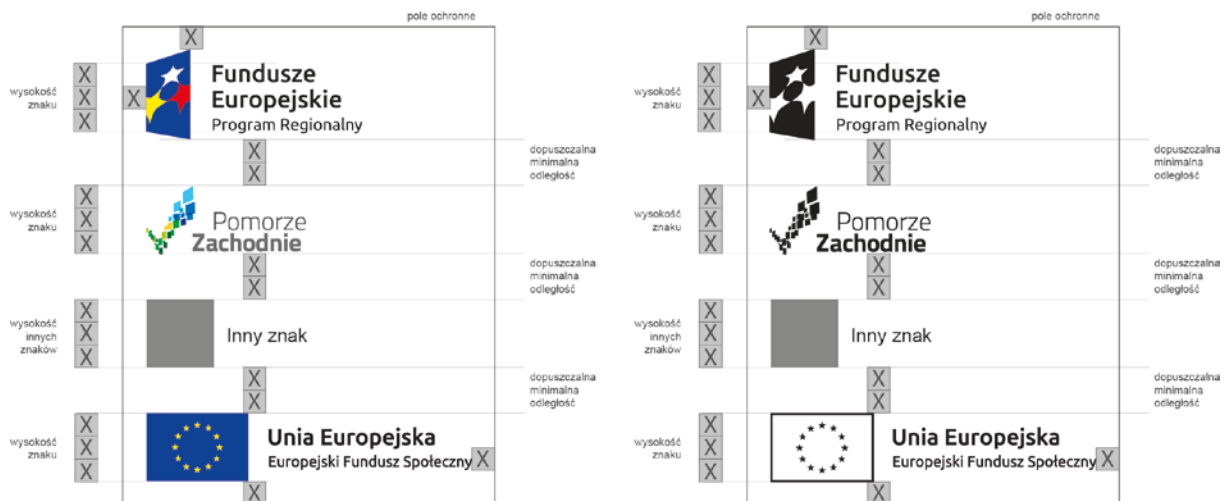 pole ochronne
X
wysokość
znaku
X
X
X
X
Fundusze
Europejskie
Program Regionalny
X
X
dopuszczalna
minimalna
odległość
wysokość
znaku
X
X
X
Pomorze
Zachodnie
X
X
dopuszczalna
minimalna
odległość
wysokość
innych
znaków
X
X
X
Inny znak
X
X
dopuszczalna
minimalna
odległość
wysokość
znaku
X
X
X
Unia Europejska
Europejski Fundusz Społeczny
X
X
pole ochronne
X
wysokość
znaku
X
X
X
X
Fundusze
Europejskie
Program Regionalny
X
X
dopuszczalna
minimalna
odległość
wysokość
znaku
X
X
X
Pomorze
Zachodnie
X
X
dopuszczalna
minimalna
odległość
wysokość
innych
znaków
X
X
X
Inny znak
X
X
dopuszczalna
minimalna
odległość
wysokość
znaku
X
X
X
Unia Europejska
Europejski Fundusz Społeczny
X
X